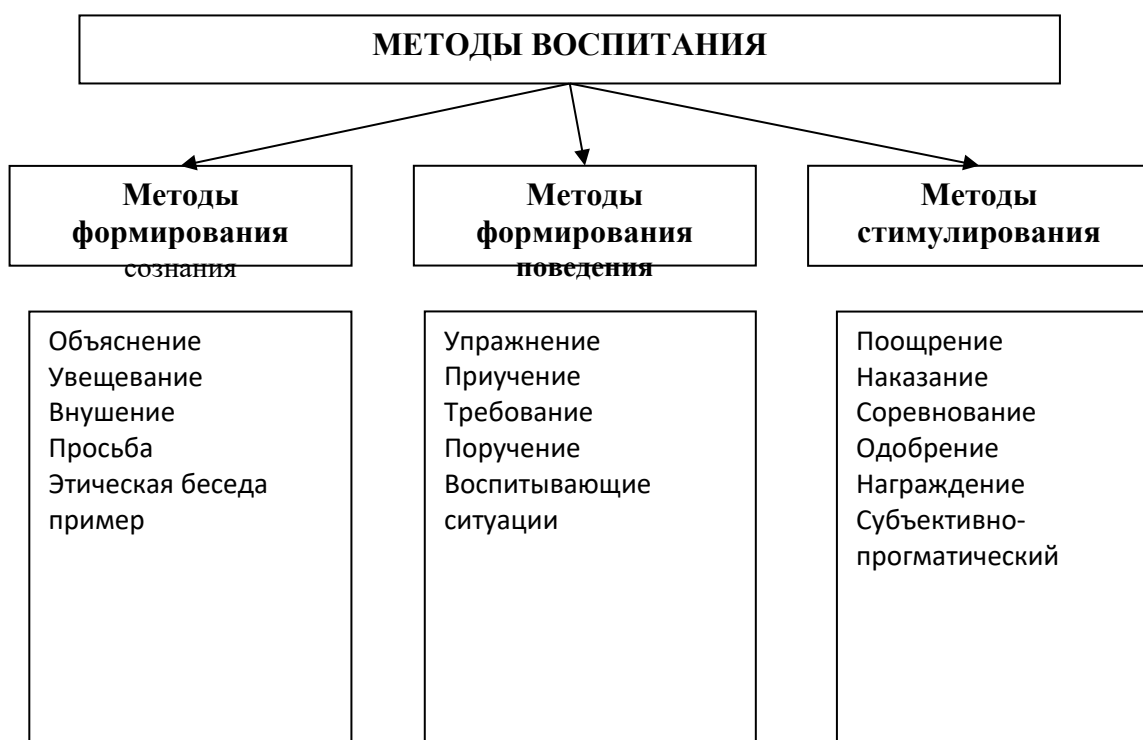 МЕТОДЫ ВОСПИТАНИЯ
Методы
формирования
сознания
Методы
формирования
поведения
Методы
стимулирования
Объяснение
Увещевание
Внушение
Просьба
Этическая беседа
пример
Упражнение
Приучение
Требование
Поручение
Воспитывающие
ситуации
Поощрение
Наказание
Соревнование
Одобрение
Награждение
Субъективно-
прогматический